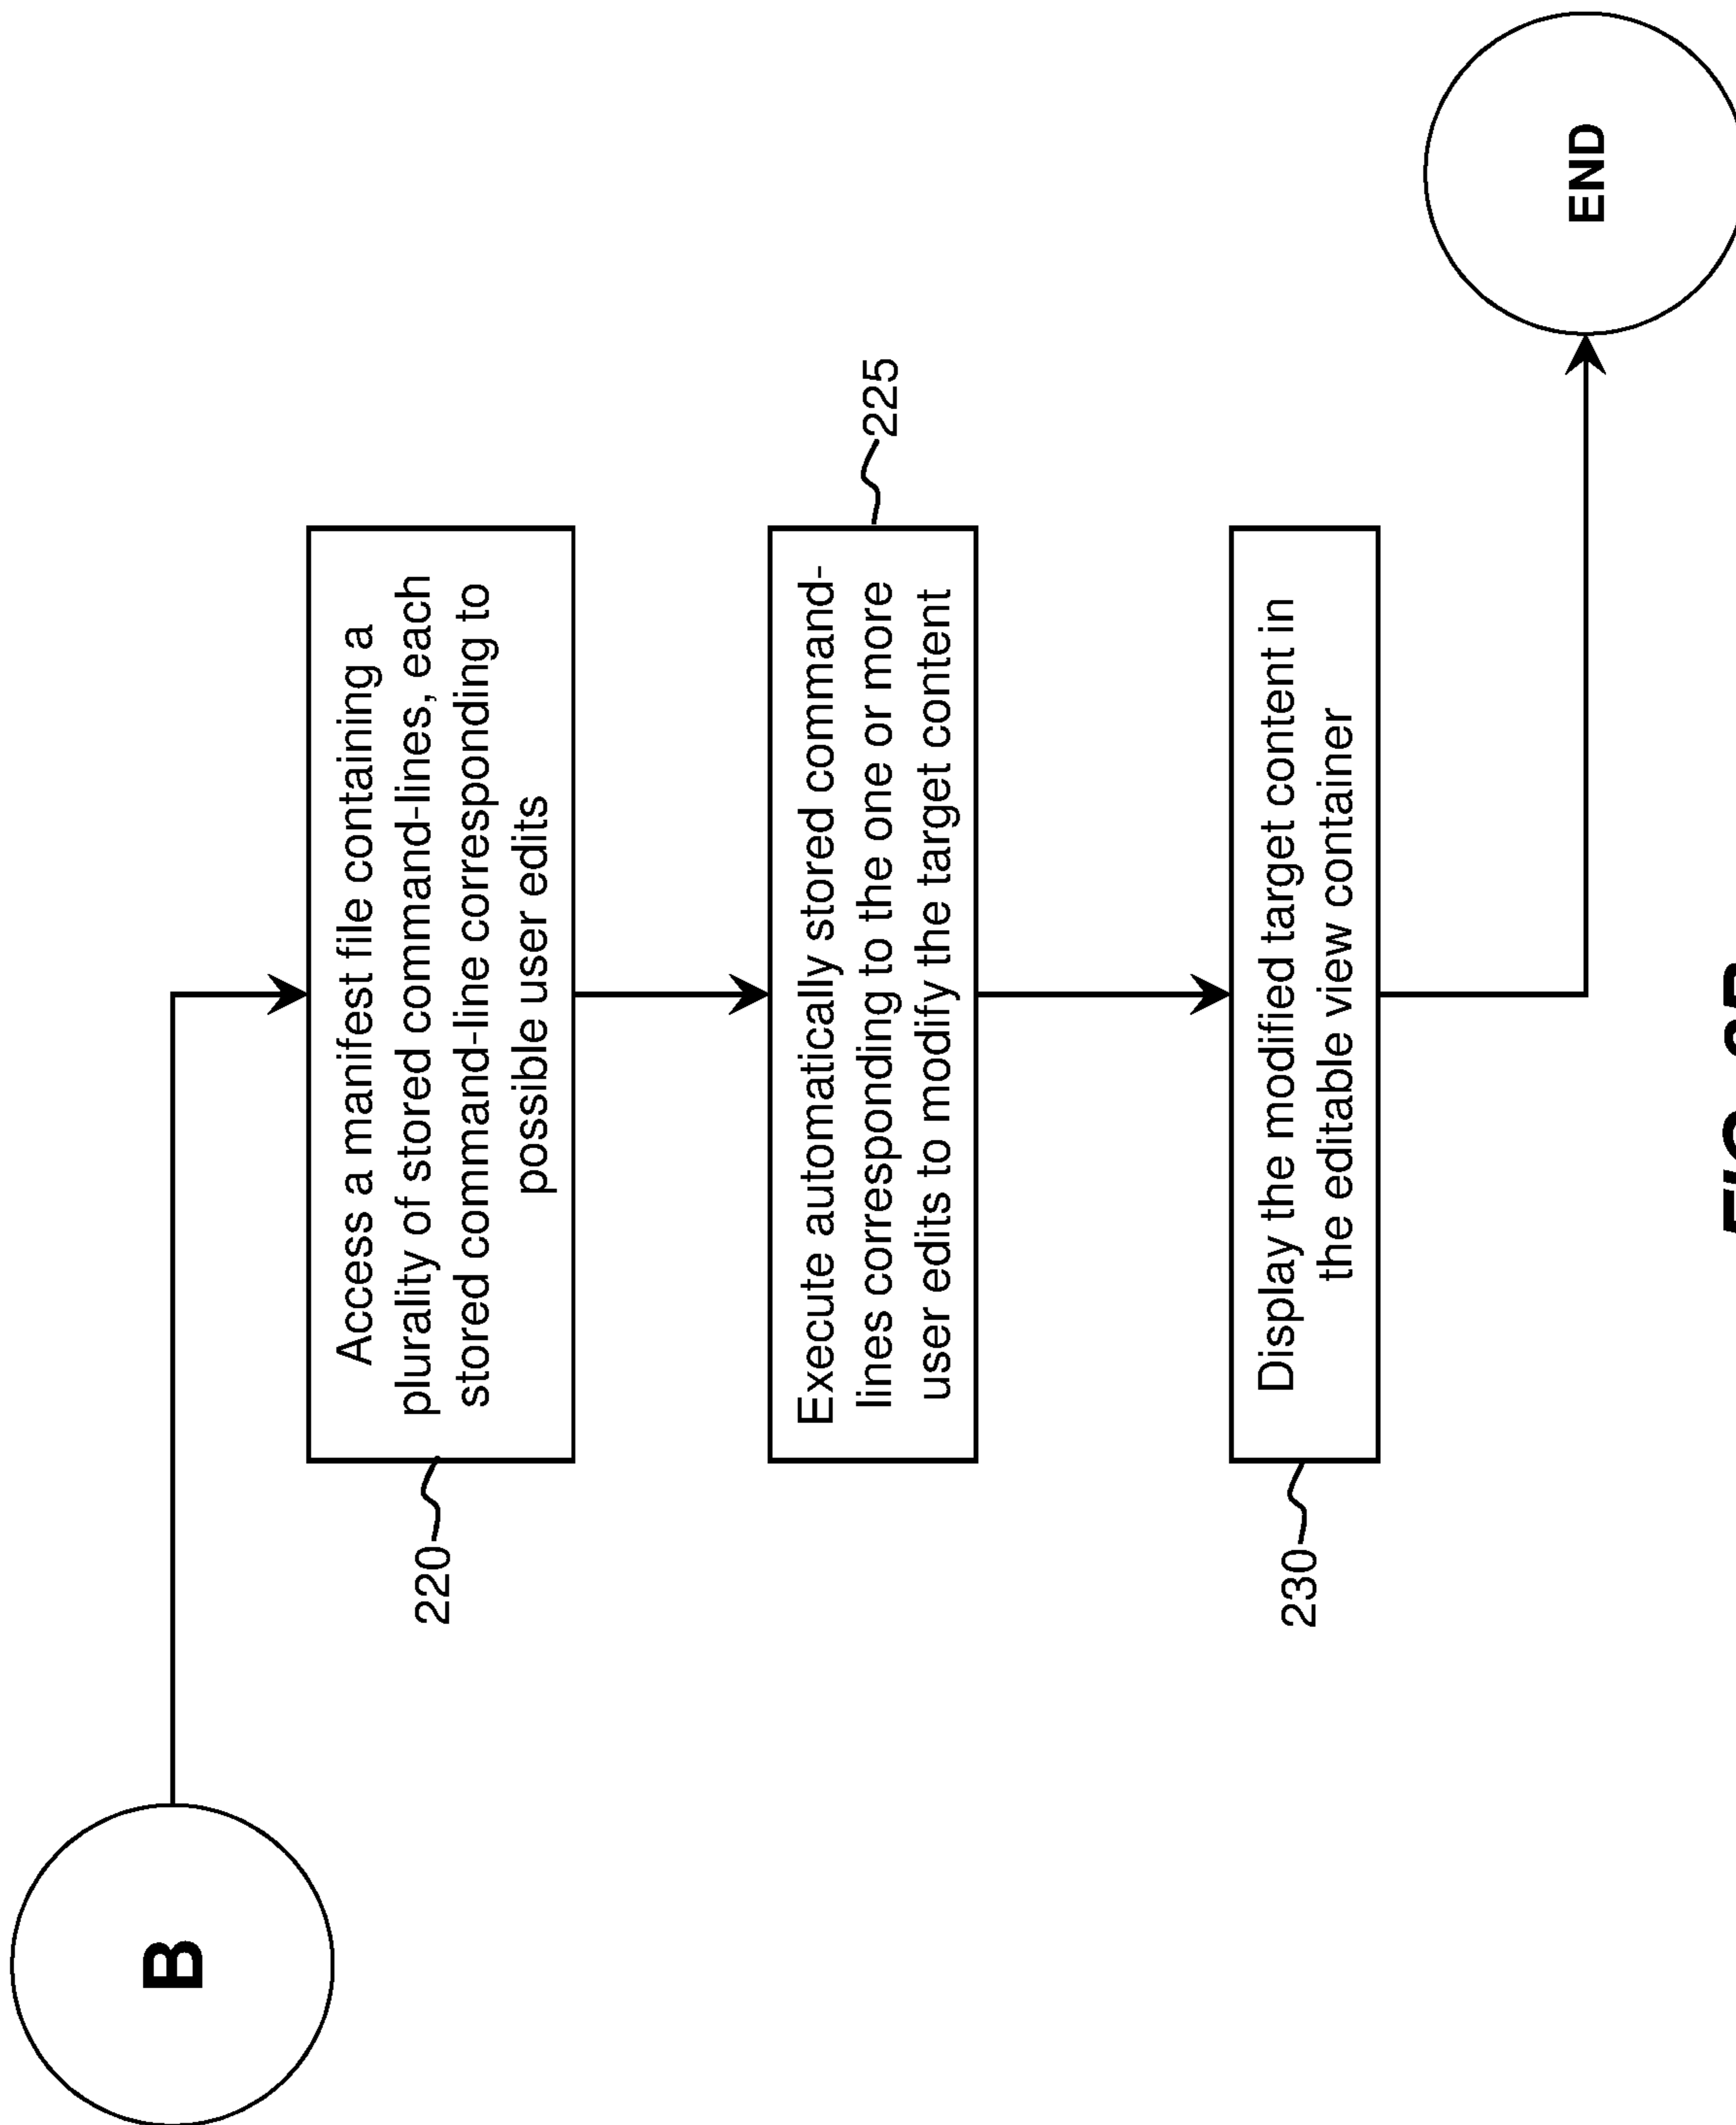 B
220
Access a manifest file containing a
plurality of stored command-lines, each
stored command-line corresponding to
possible user edits
Execute automatically stored command-
lines corresponding to the one or more
user edits to modify the target content
225
230
Display the modified target content in
the editable view container
END